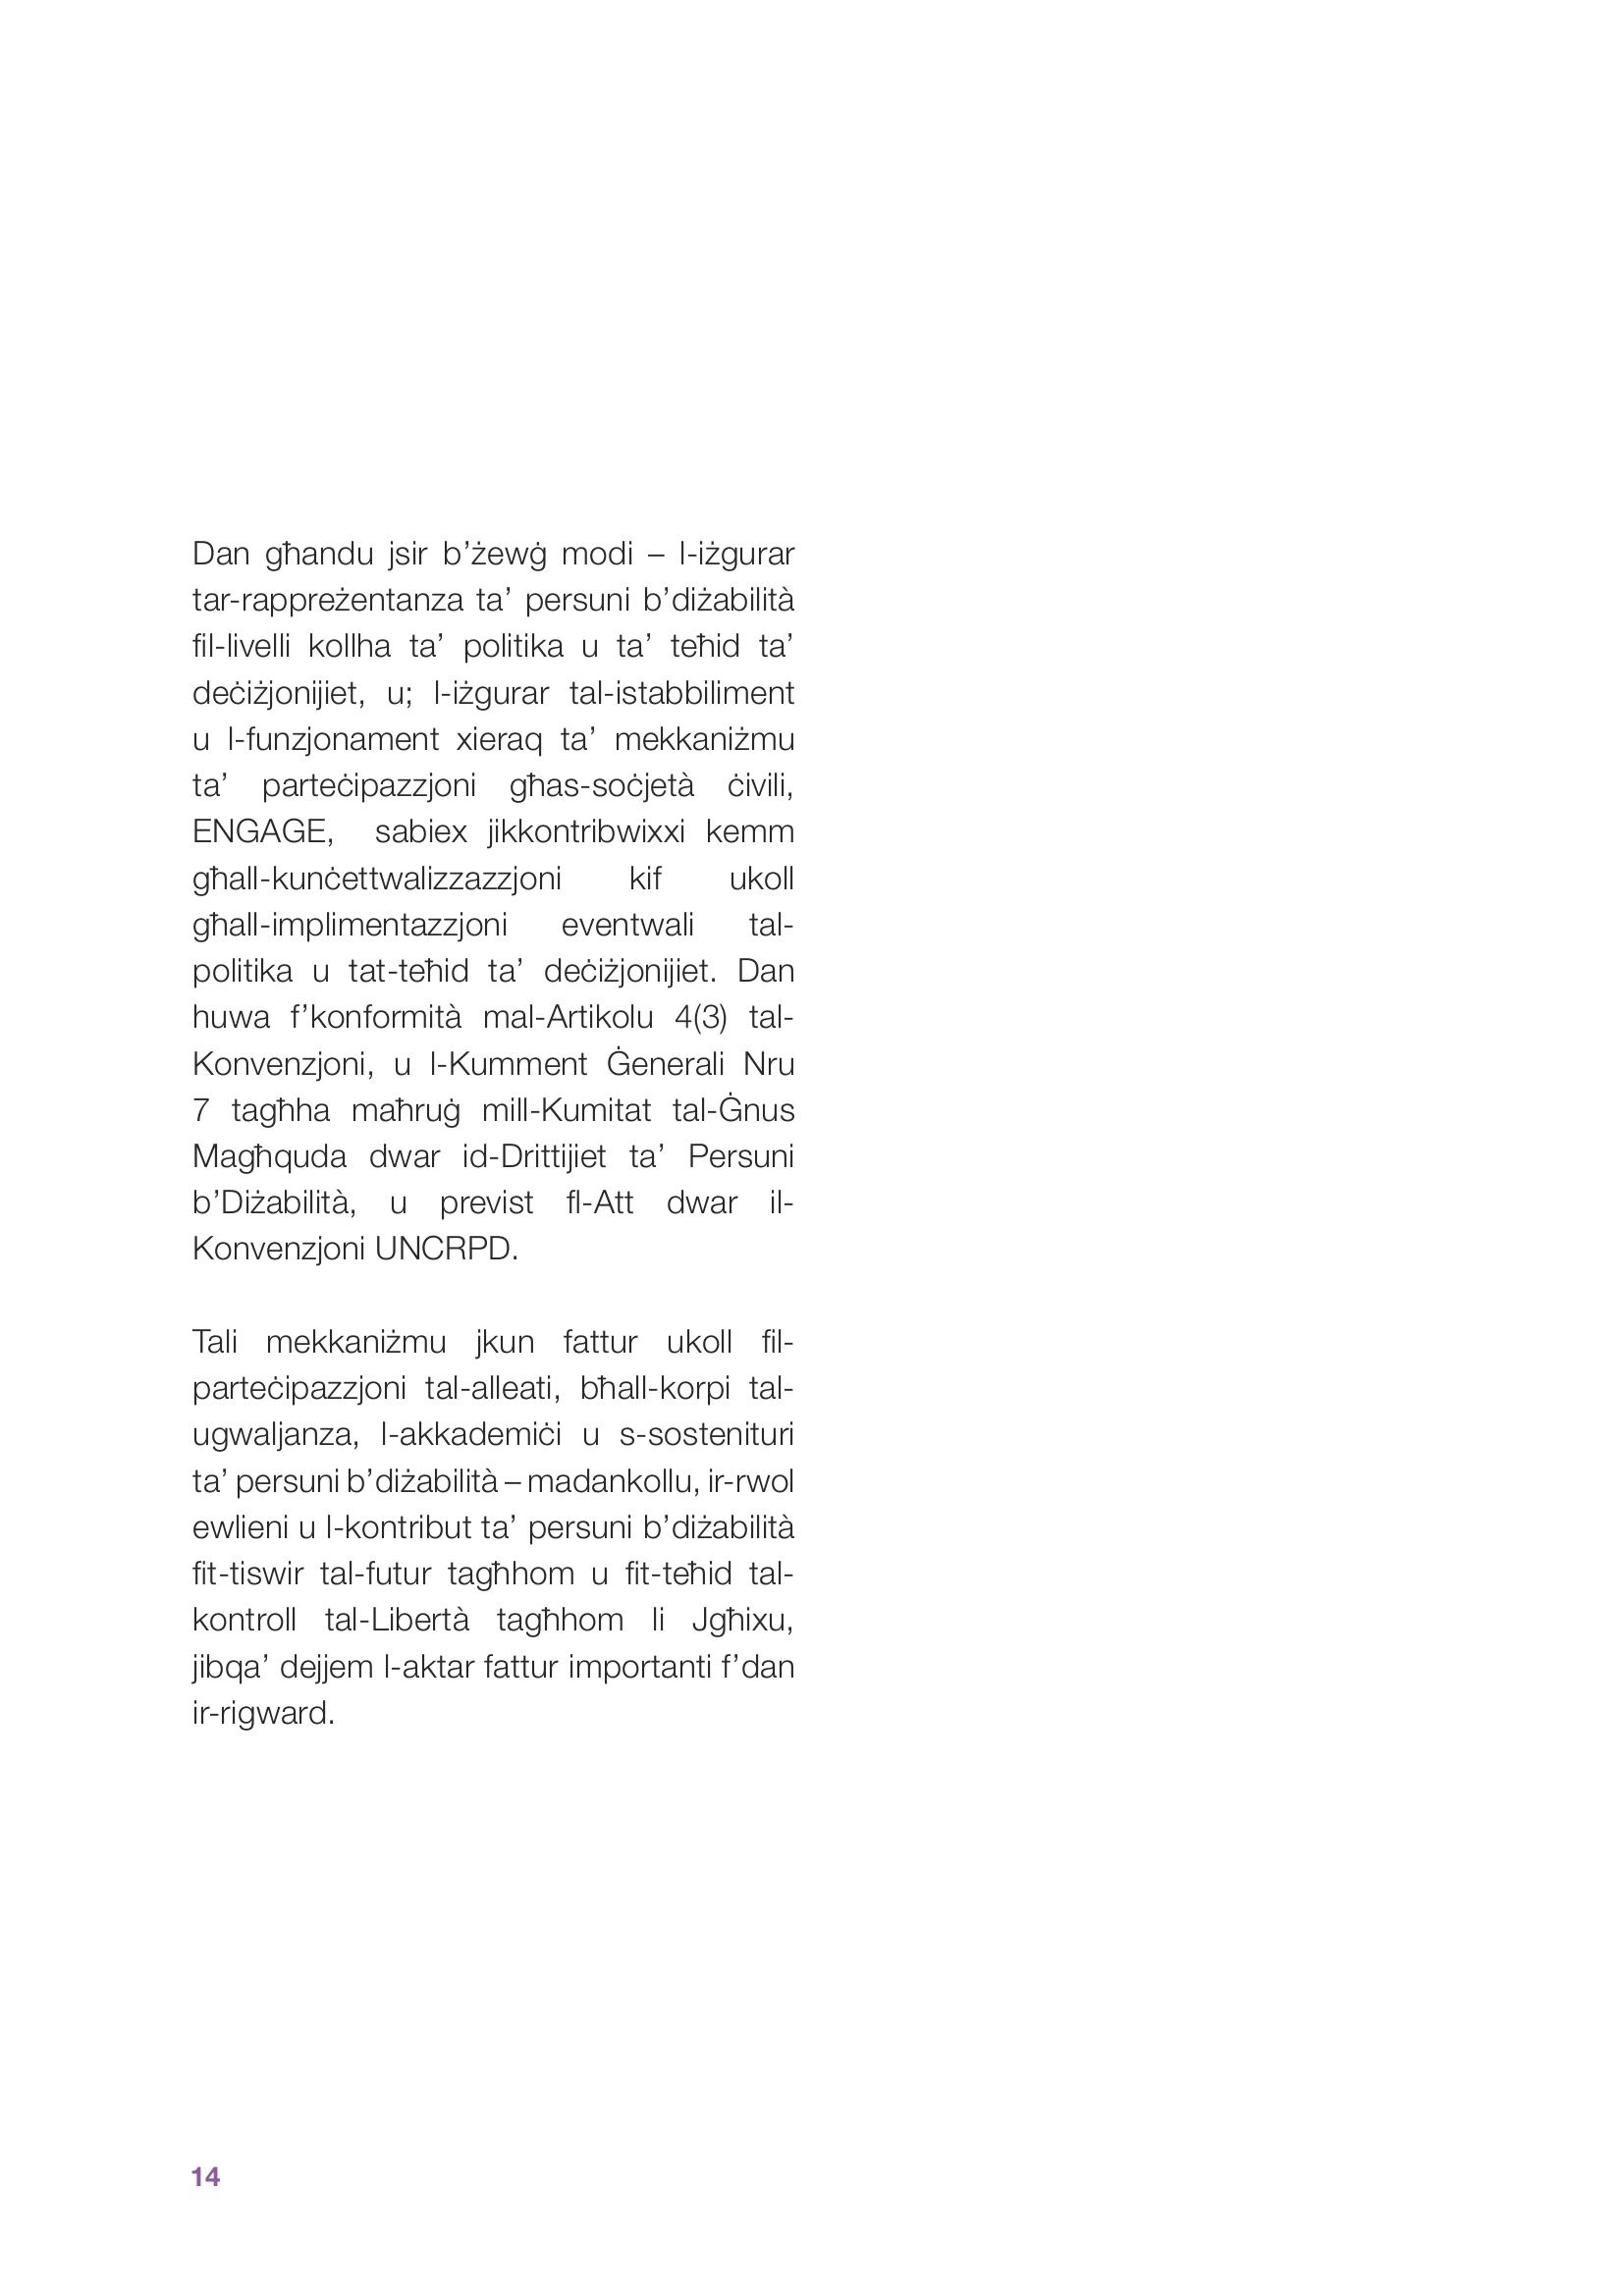 Dan għandu jsir b’żewġ modi – l-iżgurar
tar-rappreżentanza ta’ persuni b’diżabilità
fil-livelli kollha ta’ politika u ta’ teħid ta’
deċiżjonijiet, u; l-iżgurar tal-istabbiliment
u l-funzjonament xieraq ta’ mekkaniżmu
ta’ parteċipazzjoni għas-soċjetà ċivili,
ENGAGE, sabiex jikkontribwixxi kemm
għall-kunċettwalizzazzjoni kif ukoll
għall-implimentazzjoni eventwali tal-
politika u tat-teħid ta’ deċiżjonijiet. Dan
huwa f’konformità mal-Artikolu 4(3) tal-
Konvenzjoni, u l-Kumment Ġenerali Nru
7 tagħha maħruġ mill-Kumitat tal-Ġnus
Magħquda dwar id-Drittijiet ta’ Persuni
b’Diżabilità, u previst fl-Att dwar il-
Konvenzjoni UNCRPD.
Tali mekkaniżmu jkun fattur ukoll fil-
parteċipazzjoni tal-alleati, bħall-korpi tal-
ugwaljanza, l-akkademiċi u s-sostenituri
ta’ persuni b’diżabilità – madankollu, ir-rwol
ewlieni u l-kontribut ta’ persuni b’diżabilità
fit-tiswir tal-futur tagħhom u fit-teħid tal-
kontroll tal-Libertà tagħhom li Jgħixu,
jibqa’ dejjem l-aktar fattur importanti f’dan
ir-rigward.
14